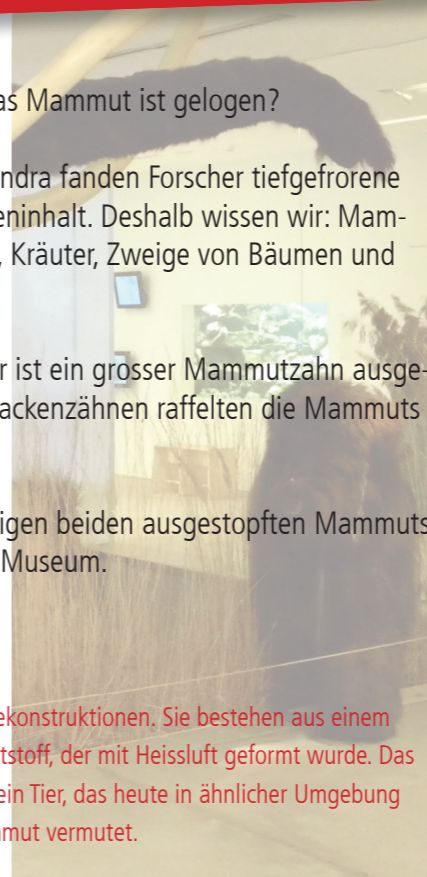 as Mammut ist gelogen?
ndra fanden Forscher tiefgefrorene
eninhalt. Deshalb wissen wir: Mam-
, Kräuter, Zweige von Bäumen und
r ist ein grosser Mammutzahn ausge-
ackenzähnen raffelten die Mammuts
igen beiden ausgestopften Mammuts
Museum.
ekonstruktionen. Sie bestehen aus einem
tstoff, der mit Heissluft geformt wurde. Das
ein Tier, das heute in ähnlicher Umgebung
mut vermutet.